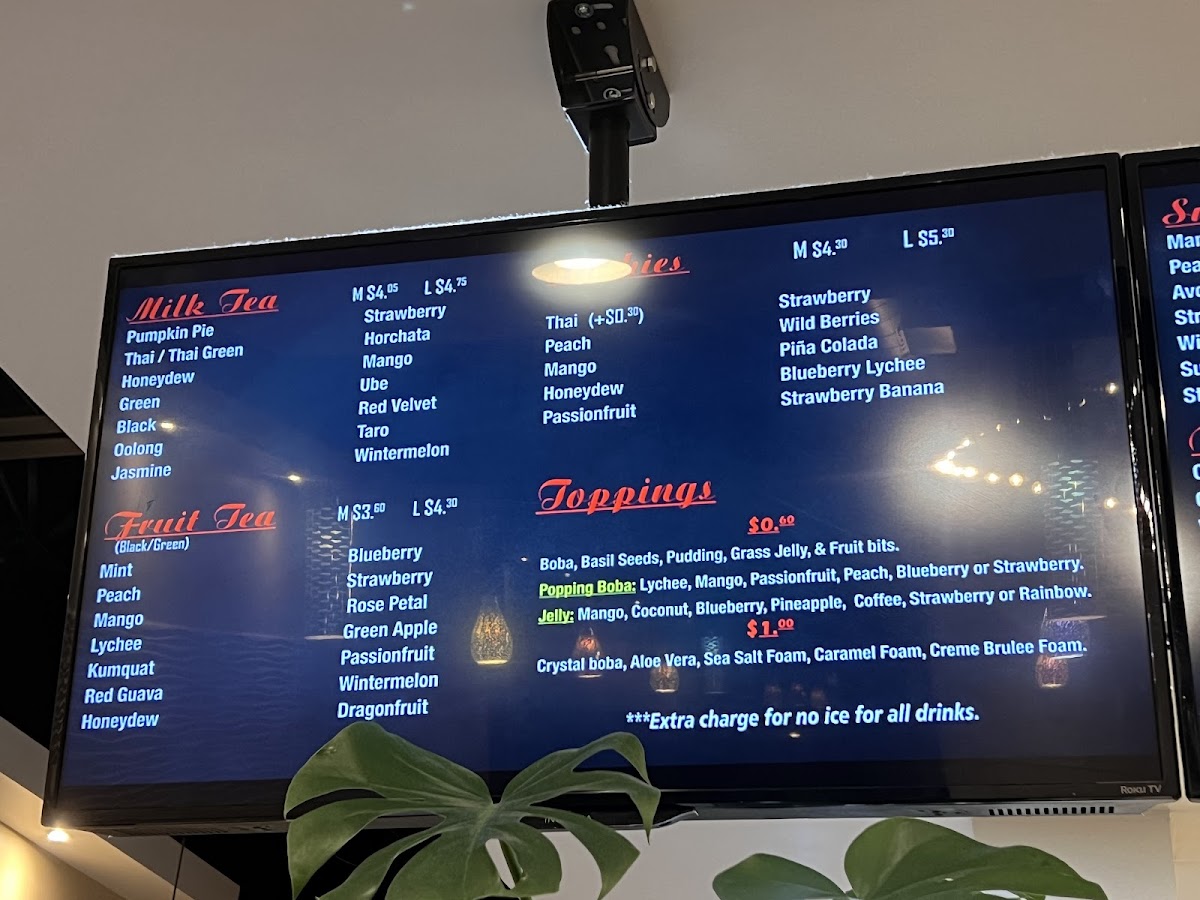 Milk Tea
M $4.05 L $4.75
Pumpkin Pie
Thai / Thai Green
Honeydew
Green
Black
Oolong
Jasmine
Strawberry
Horchata
Mango
Ube
Red Velvet
Taro
Wintermelon
Fruit Tea
(Black/Green)
M $3.60 L $4.30
Mint
Peach
Mango
Lychee
Kumquat
Red Guava
Honeydew
Blueberry
Strawberry
Rose Petal
Green Apple
Passionfruit
Wintermelon
Dragonfruit
M $4.30 L $5.30
Thai (+$0.30)
Peach
Mango
Honeydew
Passionfruit
Strawberry
Wild Berries
Piña Colada
Blueberry Lychee
Strawberry Banana
Toppings
$0.60
Boba, Basil Seeds, Pudding, Grass Jelly, & Fruit bits.
Popping Boba: Lychee, Mango, Passionfruit, Peach, Blueberry or Strawberry.
Jelly: Mango, Coconut, Blueberry, Pineapple, Coffee, Strawberry or Rainbow.
$1.00
Crystal boba, Aloe Vera, Sea Salt Foam, Caramel Foam, Creme Brulee Foam.
***Extra charge for no ice for all drinks.
Roku TV